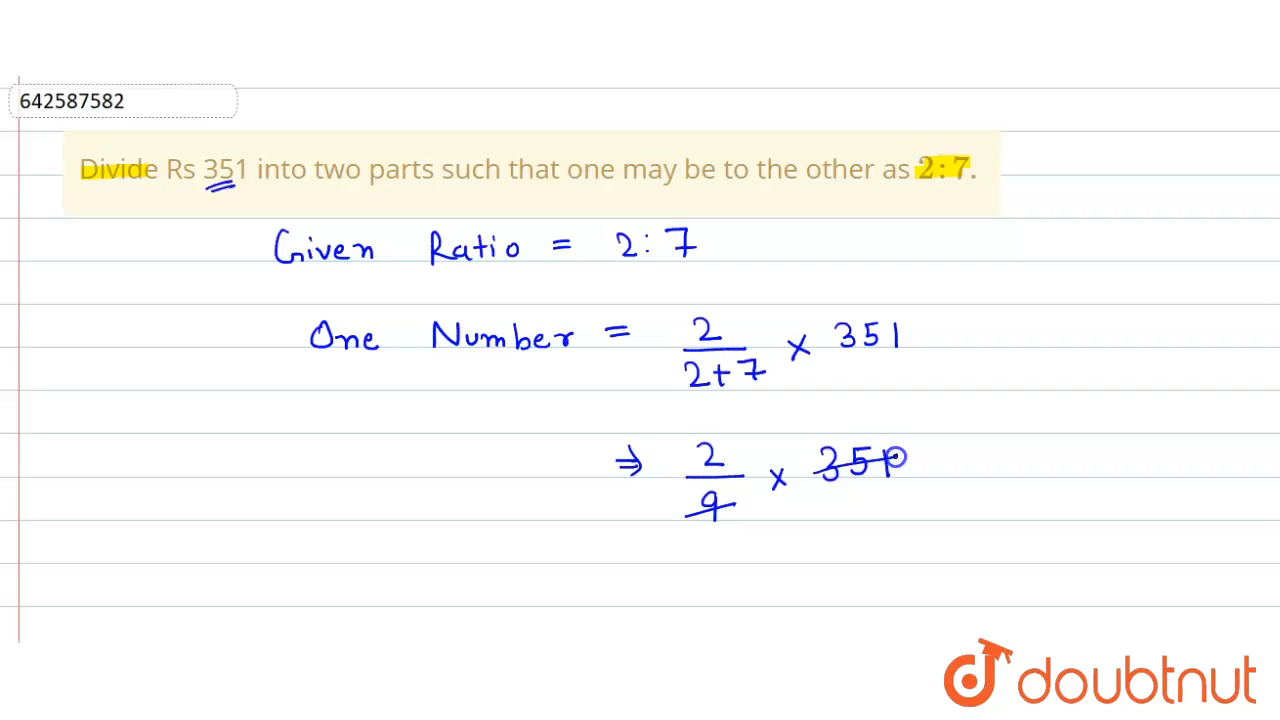 642587582
Divide Rs 351 into two parts such that one may be to the other as 2 : 7.
Given Ratio = 2 : 7
One Number = 2/(2+7) × 351
⇒ 2/9 × 351
doubtnut